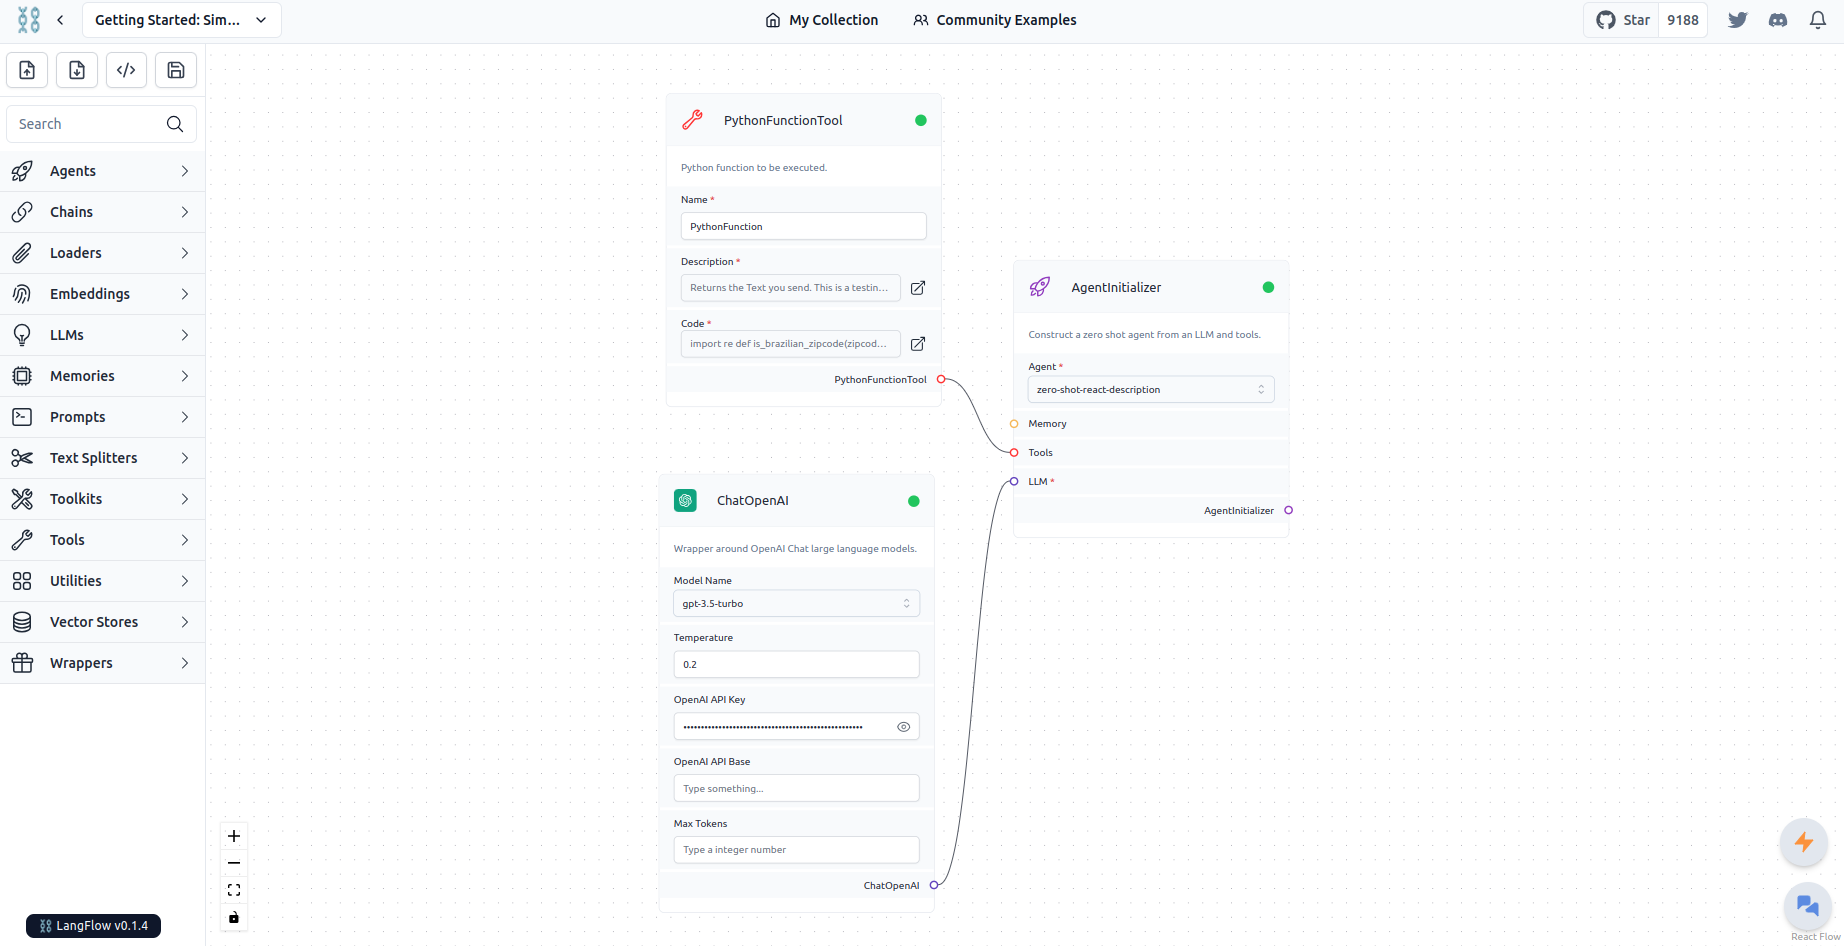 Getting Started: Sim...
My Collection
Community Examples
Star
9188
Search
Agents
Chains
Loaders
Embeddings
LLMs
Memories
Prompts
Text Splitters
Toolkits
Tools
Utilities
Vector Stores
Wrappers
LangFlow v0.1.4
PythonFunctionTool
Python function to be executed.
Name *
PythonFunction
Description *
Returns the Text you send. This is a testin...
Code *
import re def is_brazilian_zipcode(zipcod...
PythonFunctionTool
ChatOpenAI
Wrapper around OpenAI Chat large language models.
Model Name
gpt-3.5-turbo
Temperature
0.2
OpenAI API Key
OpenAI API Base
Type something...
Max Tokens
Type a integer number
ChatOpenAI
AgentInitializer
Construct a zero shot agent from an LLM and tools.
Agent *
zero-shot-react-description
Memory
Tools
LLM *
AgentInitializer
React Flow